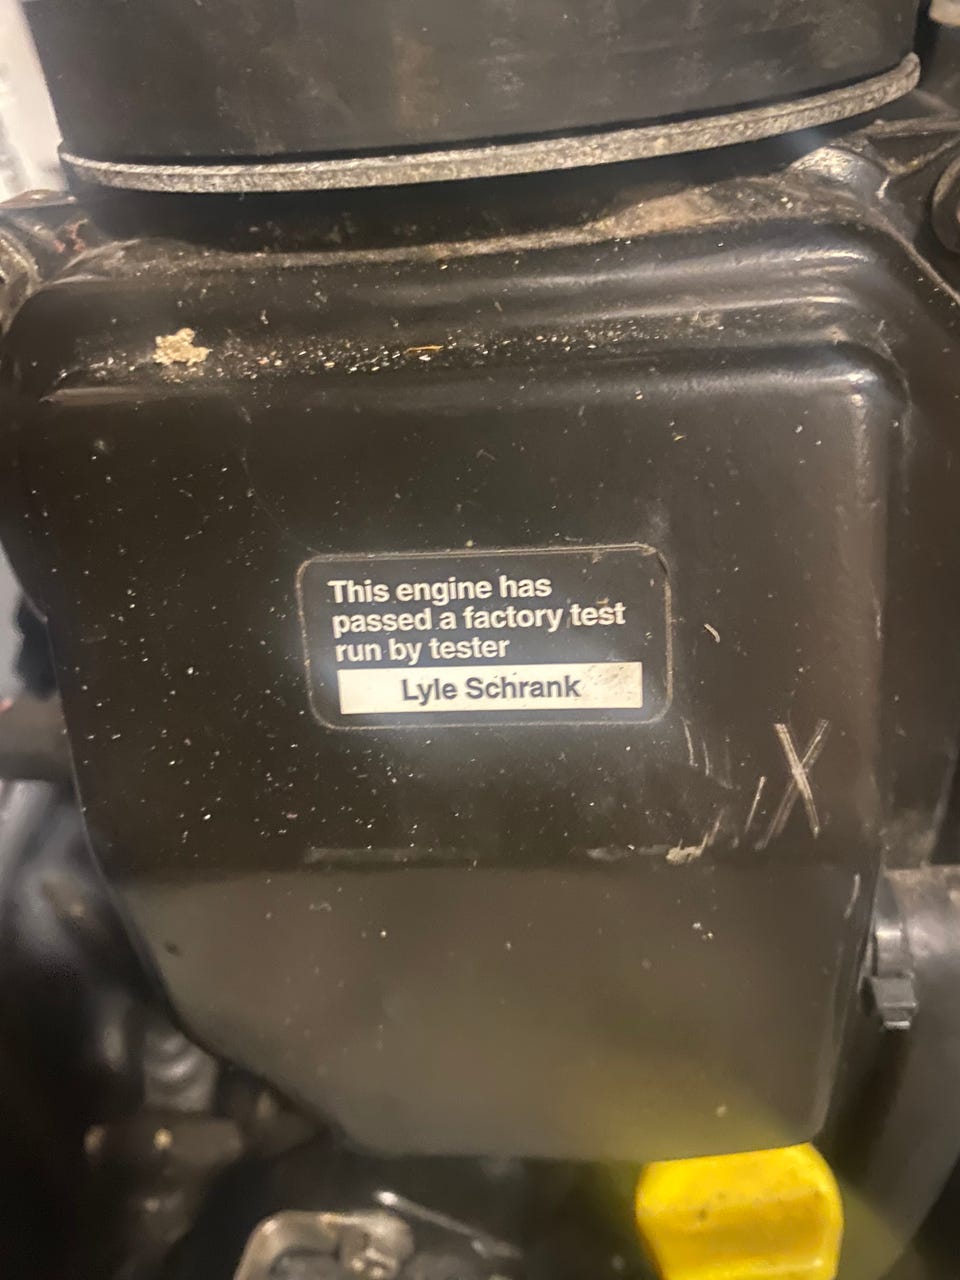 This engine has
passed a factory test
run by tester
Lyle Schrank
X